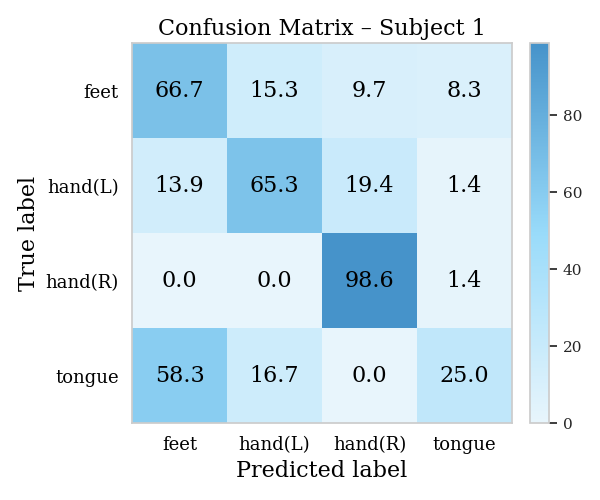 Confusion Matrix – Subject 1
feet 66.7 15.3 9.7 8.3
hand(L) 13.9 65.3 19.4 1.4
hand(R) 0.0 0.0 98.6 1.4
tongue 58.3 16.7 0.0 25.0
feet hand(L) hand(R) tongue
Predicted label
True label
80
60
40
20
0